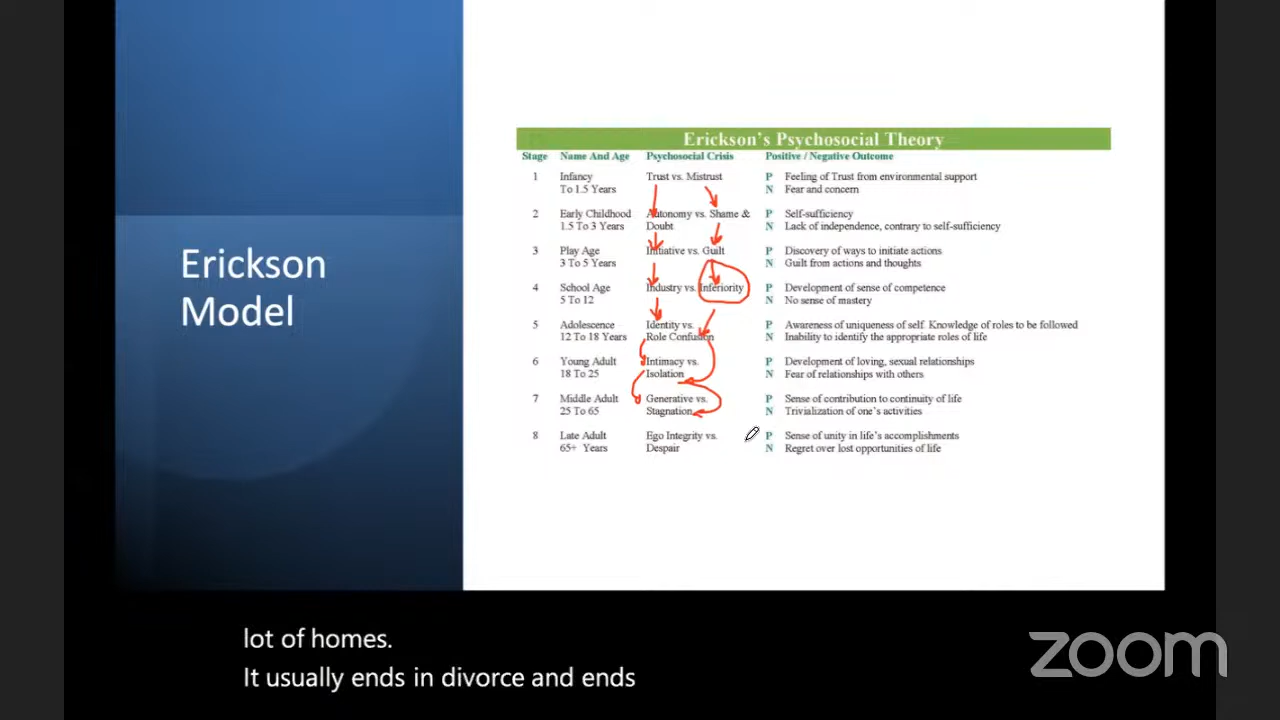 Erickson
Model
Erickson's Psychosocial Theory
Stage Name And Age Psychosocial Crisis Positive / Negative Outcome
1 Infancy Trust vs. Mistrust P Feeling of Trust from environmental support
To 1.5 Years N Fear and concern
2 Early Childhood Autonomy vs. Shame & P Self-sufficiency
1.5 To 3 Years Doubt N Lack of independence, contrary to self-sufficiency
3 Play Age Initiative vs. Guilt P Discovery of ways to initiate actions
3 To 5 Years N Guilt from actions and thoughts
4 School Age Industry vs. Inferiority P Development of sense of competence
5 To 12 N No sense of mastery
5 Adolescence Identity vs. P Awareness of uniqueness of self. Knowledge of roles to be followed
12 To 18 Years Role Confusion N Inability to identify the appropriate roles of life
6 Young Adult Intimacy vs. P Development of loving, sexual relationships
18 To 25 Isolation N Fear of relationships with others
7 Middle Adult Generative vs. P Sense of contribution to continuity of life
25 To 65 Stagnation N Trivialization of one's activities
8 Late Adult Ego Integrity vs. P Sense of unity in life's accomplishments
65+ Years Despair N Regret over lost opportunities of life
lot of homes.
It usually ends in divorce and ends
zoom